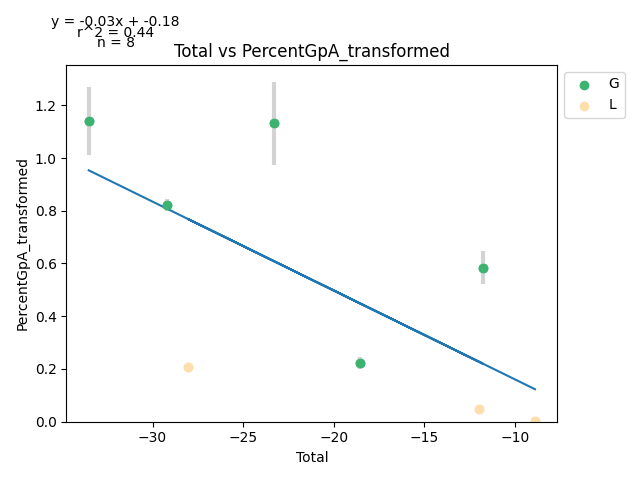 y = -0.03x + -0.18
r^2 = 0.44
n = 8
Total vs PercentGpA_transformed
G
L
PercentGpA_transformed
1.2
1.0
0.8
0.6
0.4
0.2
0.0
−30
−25
−20
−15
−10
Total